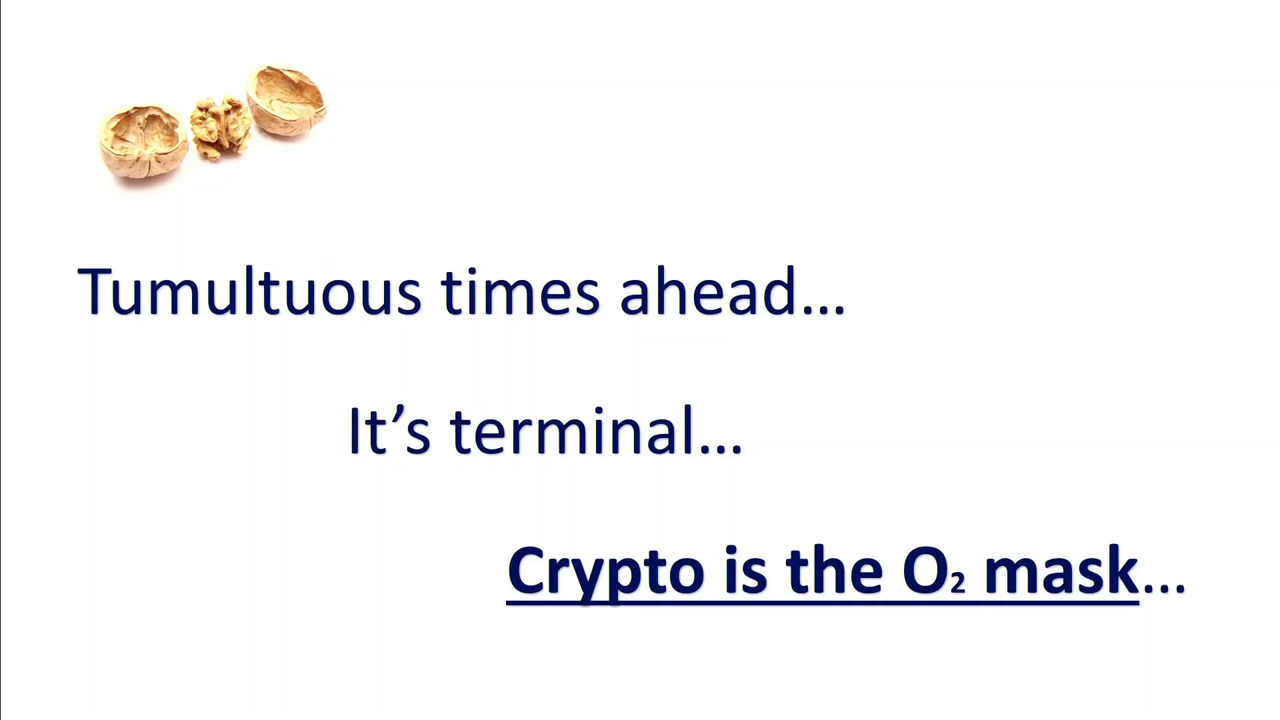 Tumultuous times ahead…
It’s terminal…
Crypto is the O₂ mask…